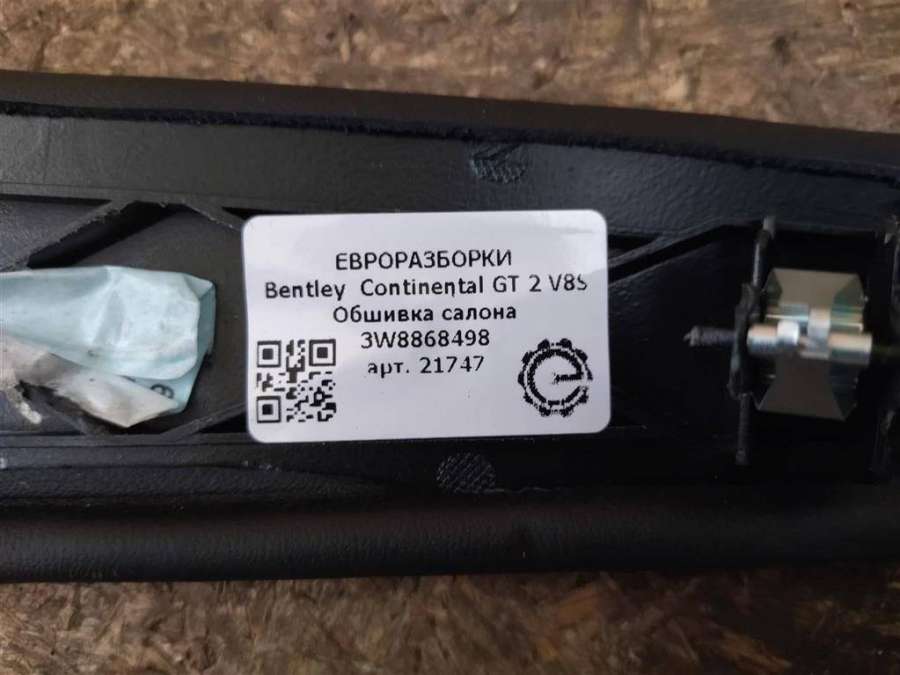 ЕВРОРАЗБОРКИ
Bentley Continental GT 2 V8S
Обшивка салона
3W8868498
арт. 21747